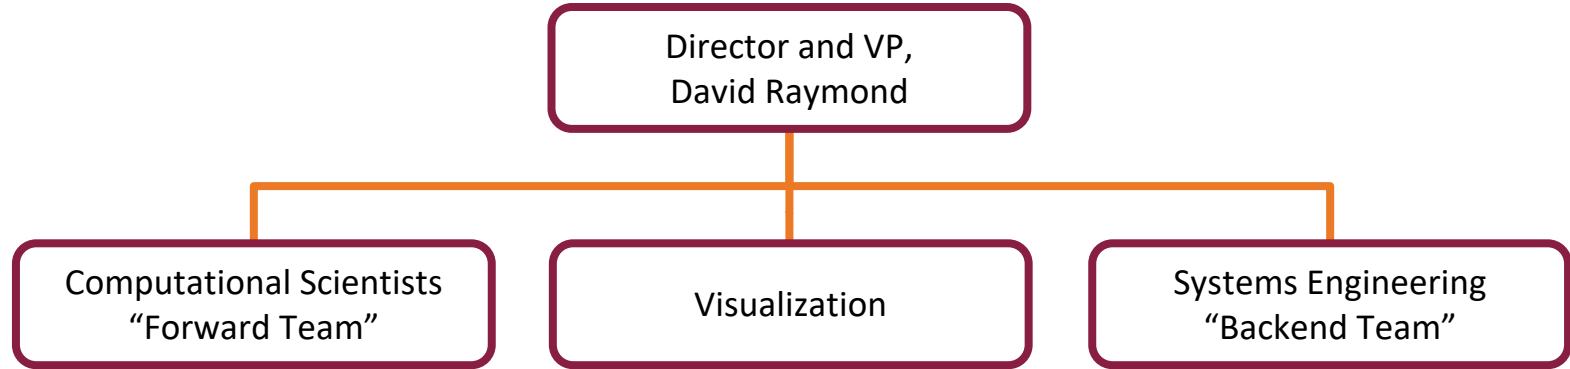 Director and VP,
David Raymond
Computational Scientists
“Forward Team”
Visualization
Systems Engineering
“Backend Team”